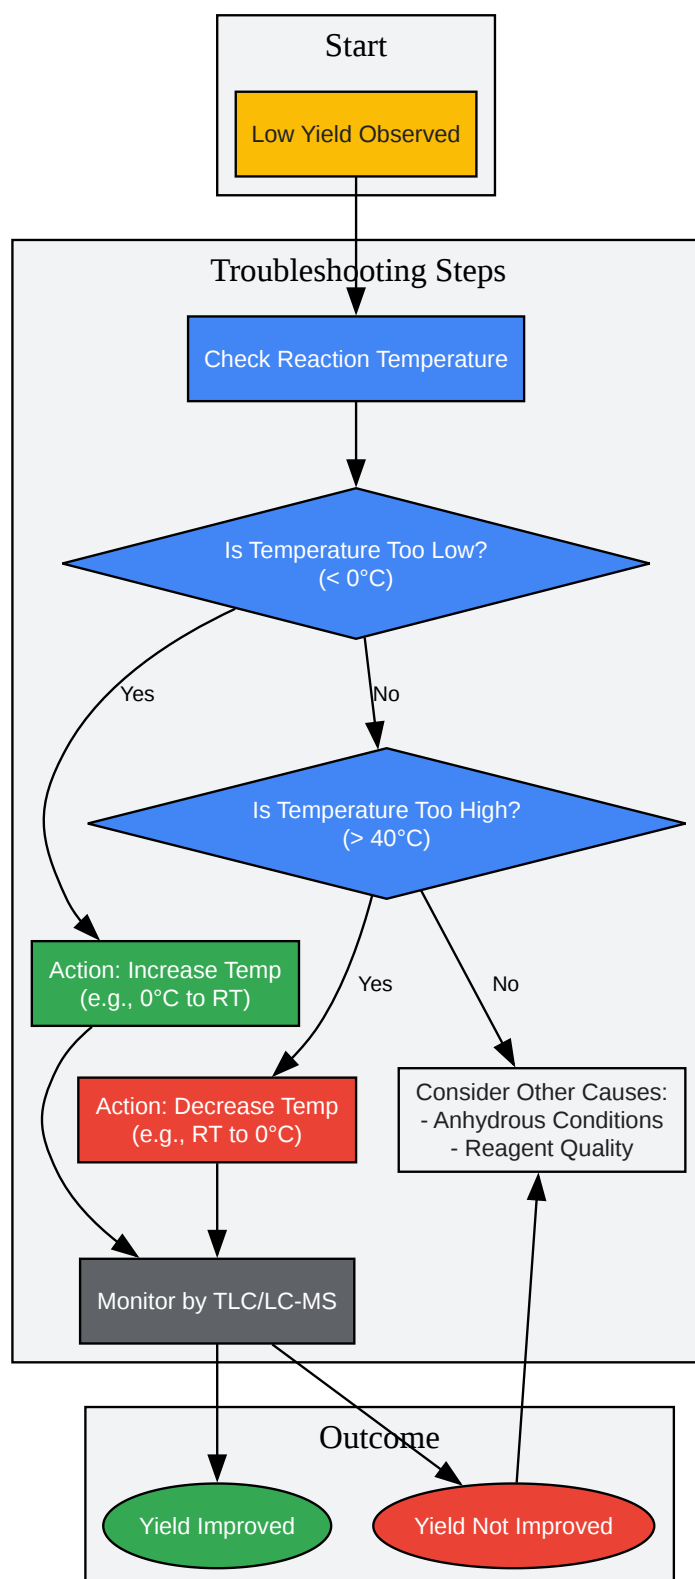 Start
Low Yield Observed
Troubleshooting Steps
Check Reaction Temperature
Is Temperature Too Low?
(< 0°C)
Yes
No
Is Temperature Too High?
(> 40°C)
Action: Increase Temp
(e.g., 0°C to RT)
Yes
No
Action: Decrease Temp
(e.g., RT to 0°C)
Consider Other Causes:
- Anhydrous Conditions
- Reagent Quality
Monitor by TLC/LC-MS
Outcome
Yield Improved
Yield Not Improved